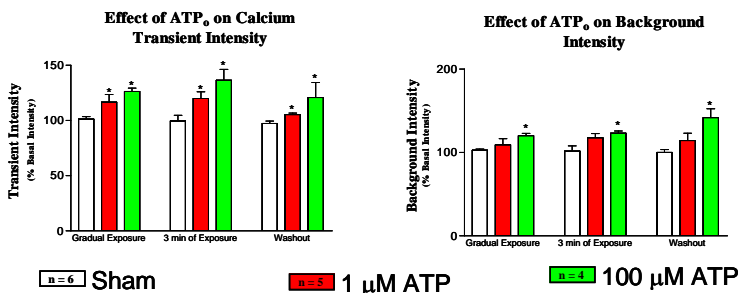 Effect of ATPo on Calcium
Transient Intensity
Transient Intensity
(% Basal Intensity)
150
100
50
0
* * * * * *
Gradual Exposure 3 min of Exposure Washout
Effect of ATPo on Background
Intensity
Background Intensity
(% Basal Intensity)
200
100
0
* * *
Gradual Exposure 3 min of Exposure Washout
n = 6 Sham
n = 5 1 µM ATP
n = 4 100 µM ATP